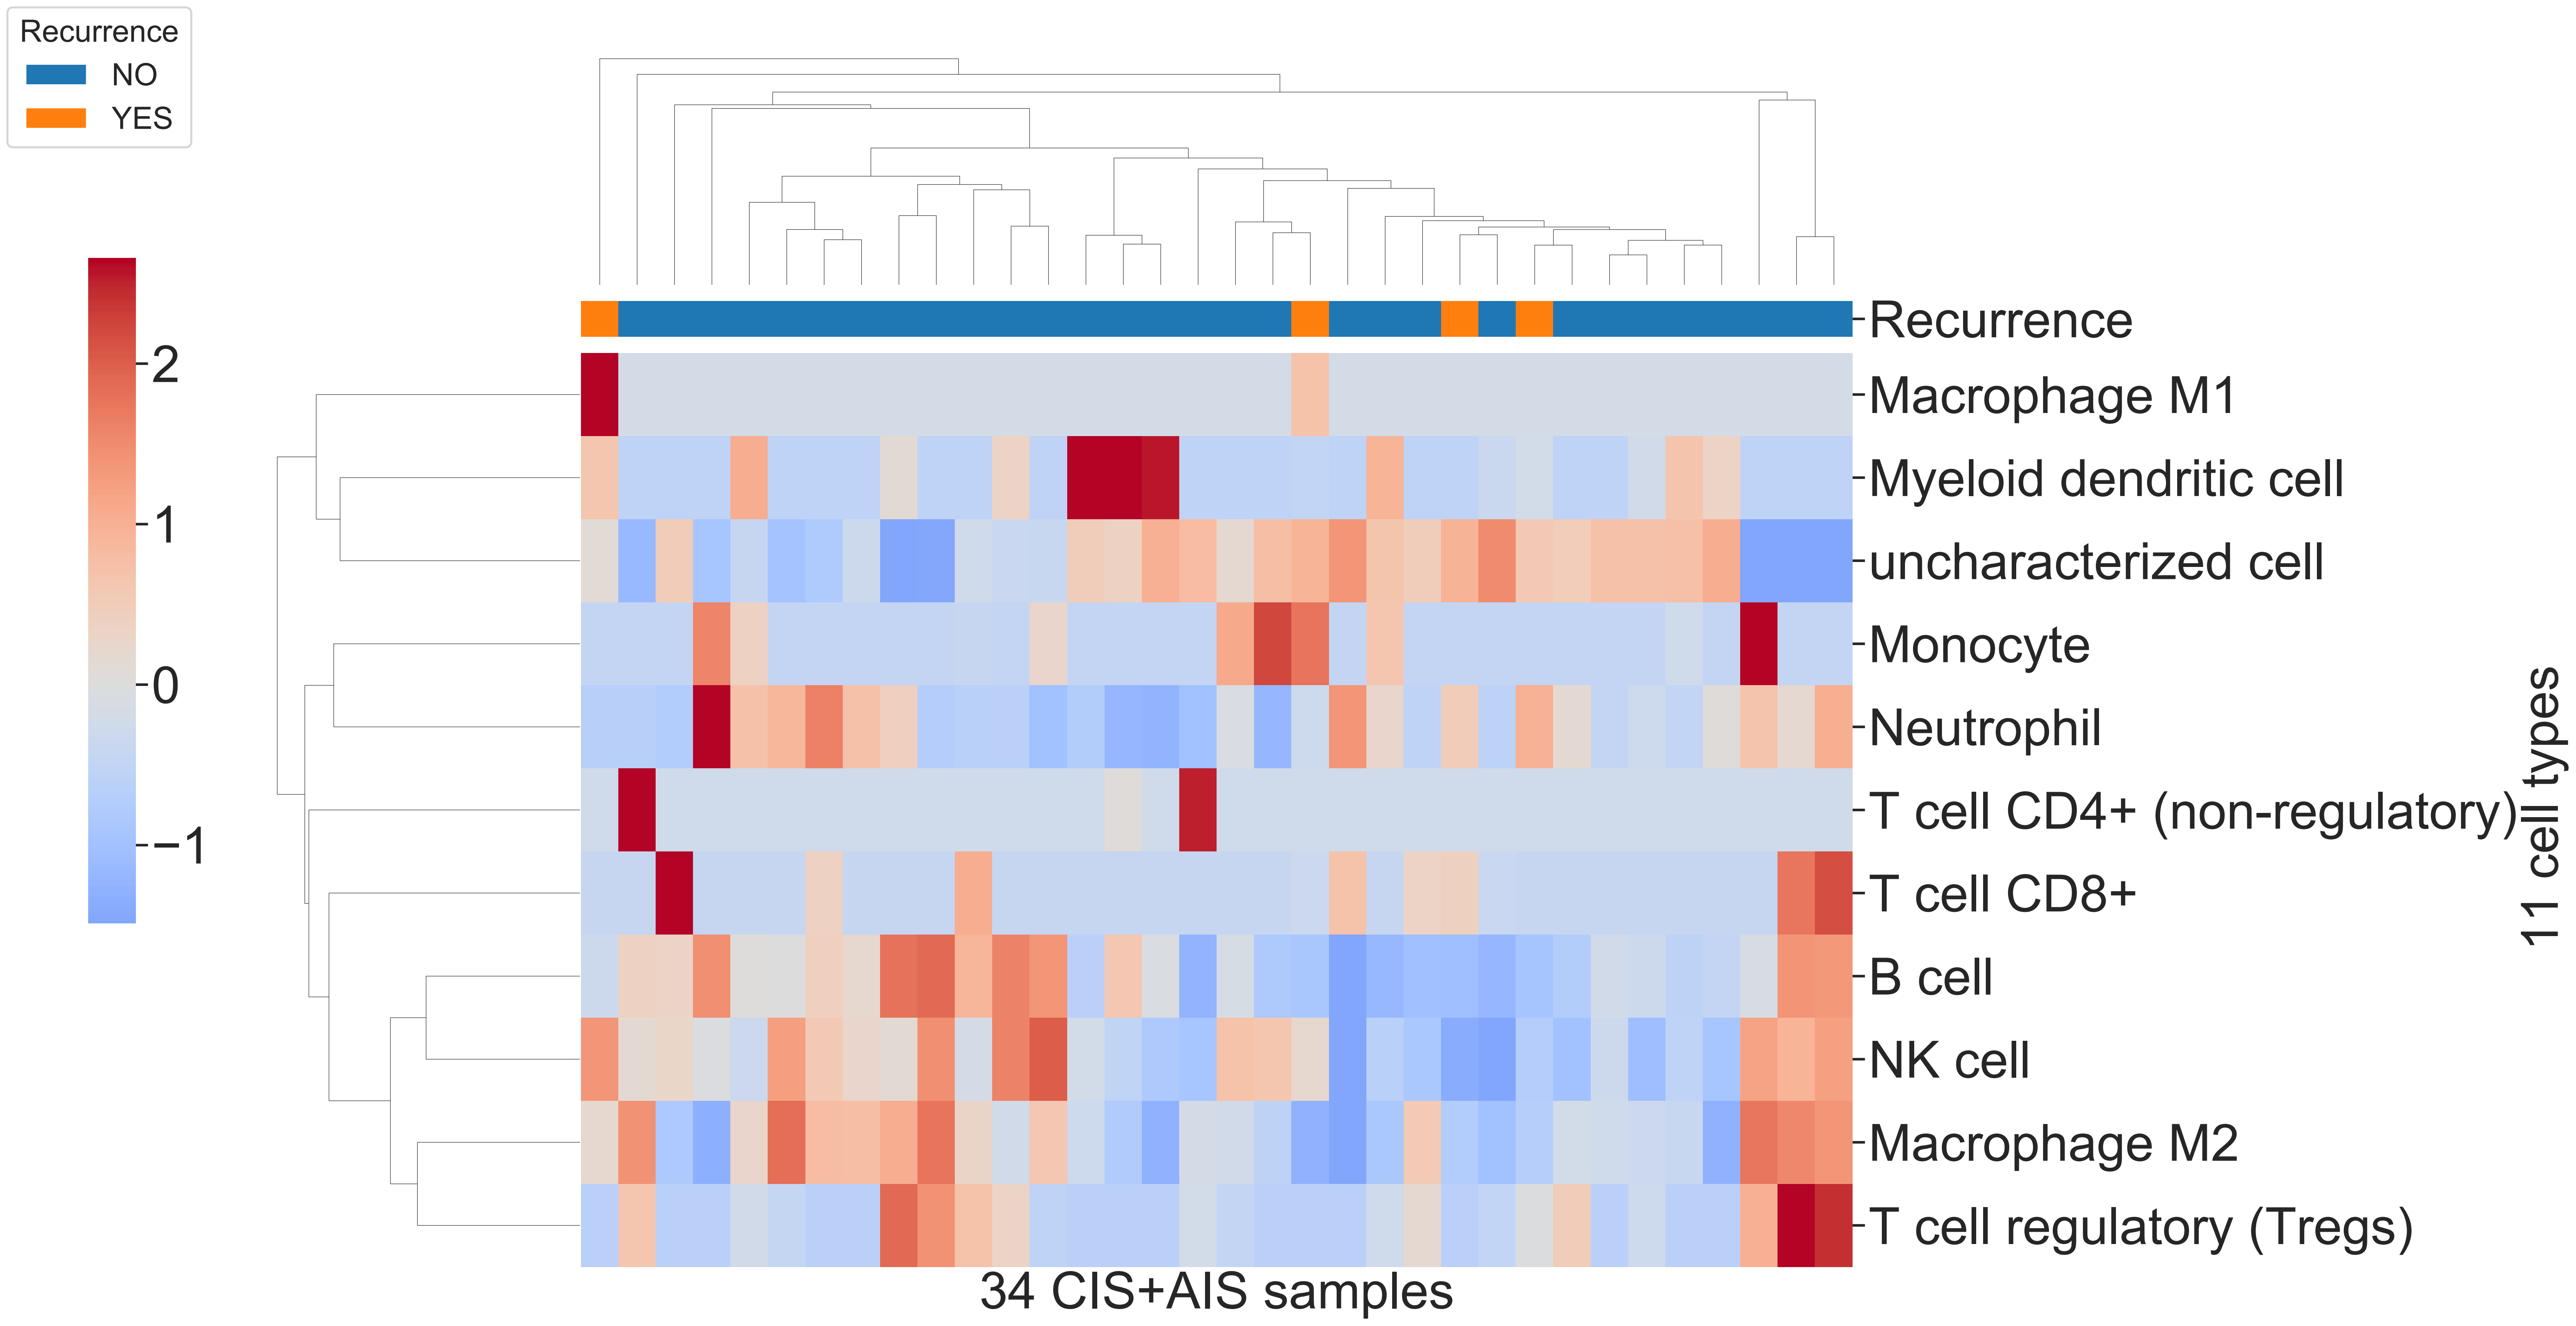 Recurrence
NO
YES
2
1
0
−1
Recurrence
Macrophage M1
Myeloid dendritic cell
uncharacterized cell
Monocyte
Neutrophil
T cell CD4+ (non-regulatory)
T cell CD8+
B cell
NK cell
Macrophage M2
T cell regulatory (Tregs)
11 cell types
34 CIS+AIS samples